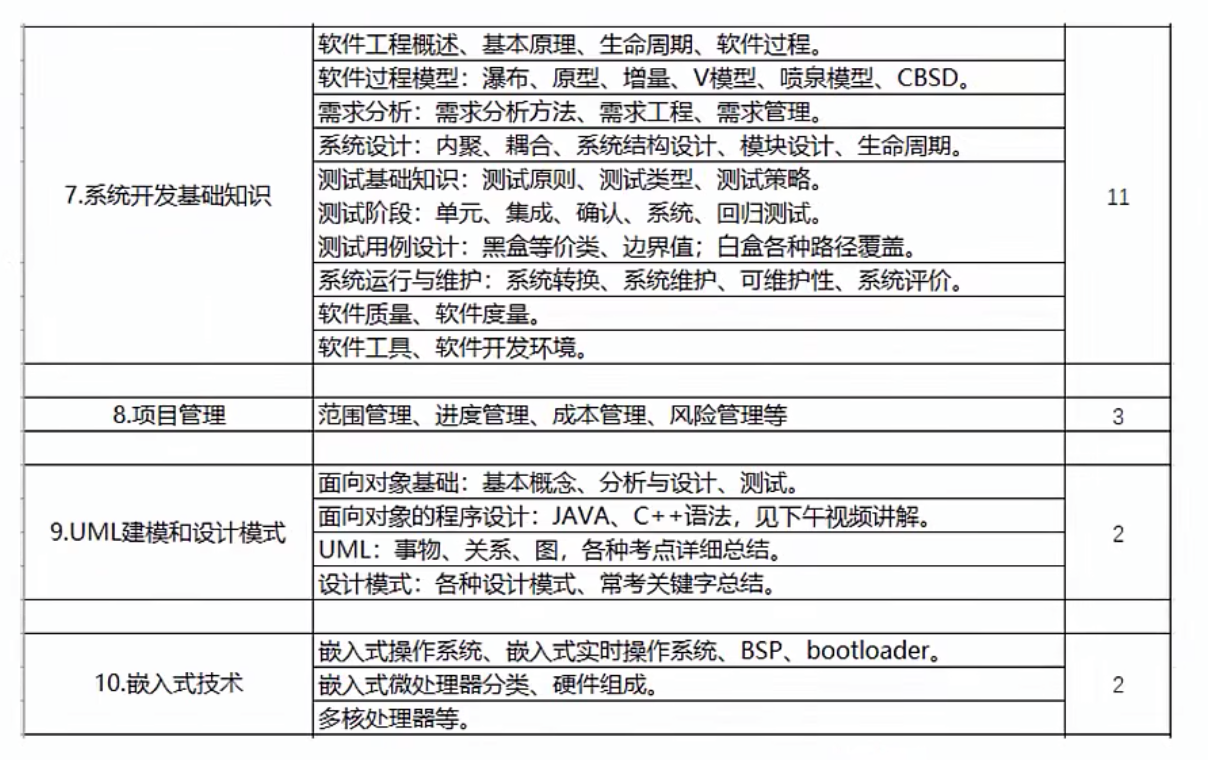 软件工程概述、基本原理、生命周期、软件过程。
软件过程模型：瀑布、原型、增量、V模型、喷泉模型、CBSD。
需求分析：需求分析方法、需求工程、需求管理。
系统设计：内聚、耦合、系统结构设计、模块设计、生命周期。
7.系统开发基础知识
测试基础知识：测试原则、测试类型、测试策略。
测试阶段：单元、集成、确认、系统、回归测试。
测试用例设计：黑盒等价类、边界值；白盒各种路径覆盖。
11
系统运行与维护：系统转换、系统维护、可维护性、系统评价。
软件质量、软件度量。
软件工具、软件开发环境。
8.项目管理
范围管理、进度管理、成本管理、风险管理等
3
面向对象基础：基本概念、分析与设计、测试。
面向对象的程序设计：JAVA、C++语法，见下午视频讲解。
9.UML建模和设计模式
2
UML：事物、关系、图，各种考点详细总结。
设计模式：各种设计模式、常考关键字总结。
嵌入式操作系统、嵌入式实时操作系统、BSP、bootloader。
10.嵌入式技术
嵌入式微处理器分类、硬件组成。
2
多核处理器等。